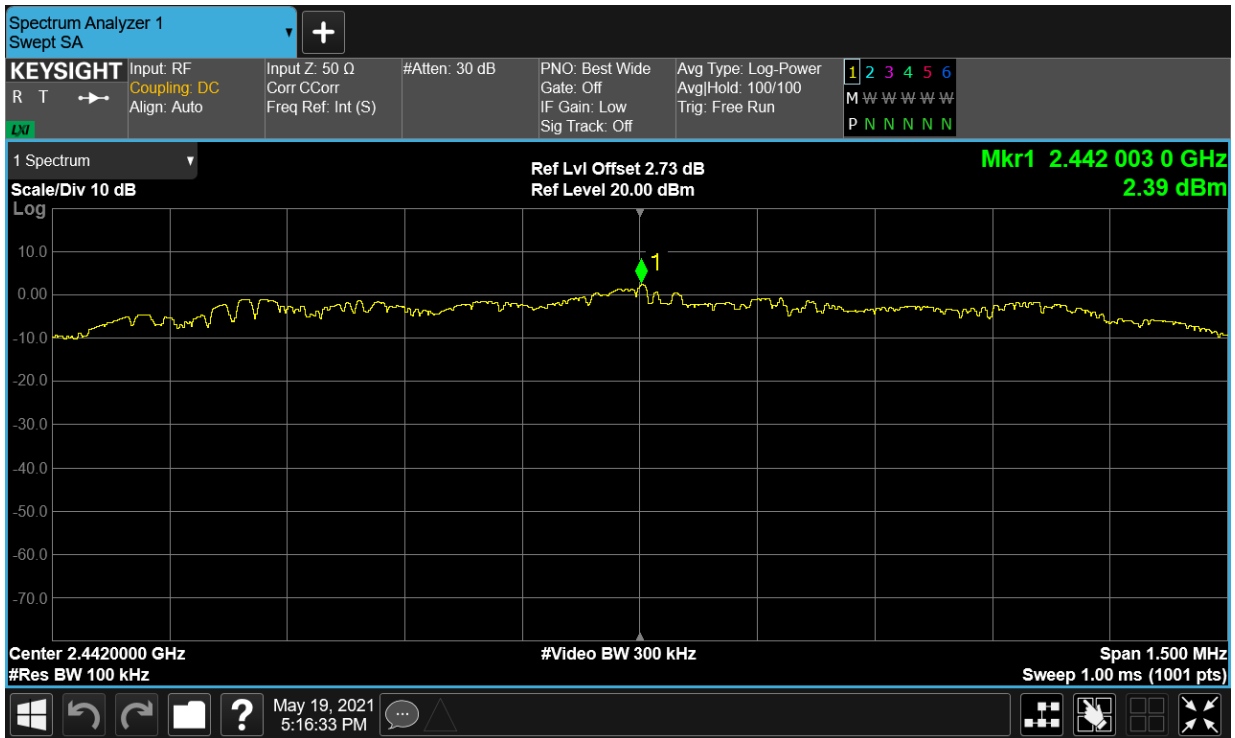 Spectrum Analyzer 1
Swept SA
KEYSIGHT
R T
LXI
Input: RF
Coupling: DC
Align: Auto
Input Z: 50 Ω
Corr CCorr
Freq Ref: Int (S)
#Atten: 30 dB
PNO: Best Wide
Gate: Off
IF Gain: Low
Sig Track: Off
Avg Type: Log-Power
Avg|Hold: 100/100
Trig: Free Run
1 2 3 4 5 6
M W W W W W
P N N N N N
1 Spectrum
Scale/Div 10 dB
Log
Ref Lvl Offset 2.73 dB
Ref Level 20.00 dBm
Mkr1 2.442 003 0 GHz
2.39 dBm
1
10.0
0.00
-10.0
-20.0
-30.0
-40.0
-50.0
-60.0
-70.0
Center 2.4420000 GHz
#Res BW 100 kHz
#Video BW 300 kHz
Span 1.500 MHz
Sweep 1.00 ms (1001 pts)
?
May 19, 2021
5:16:33 PM